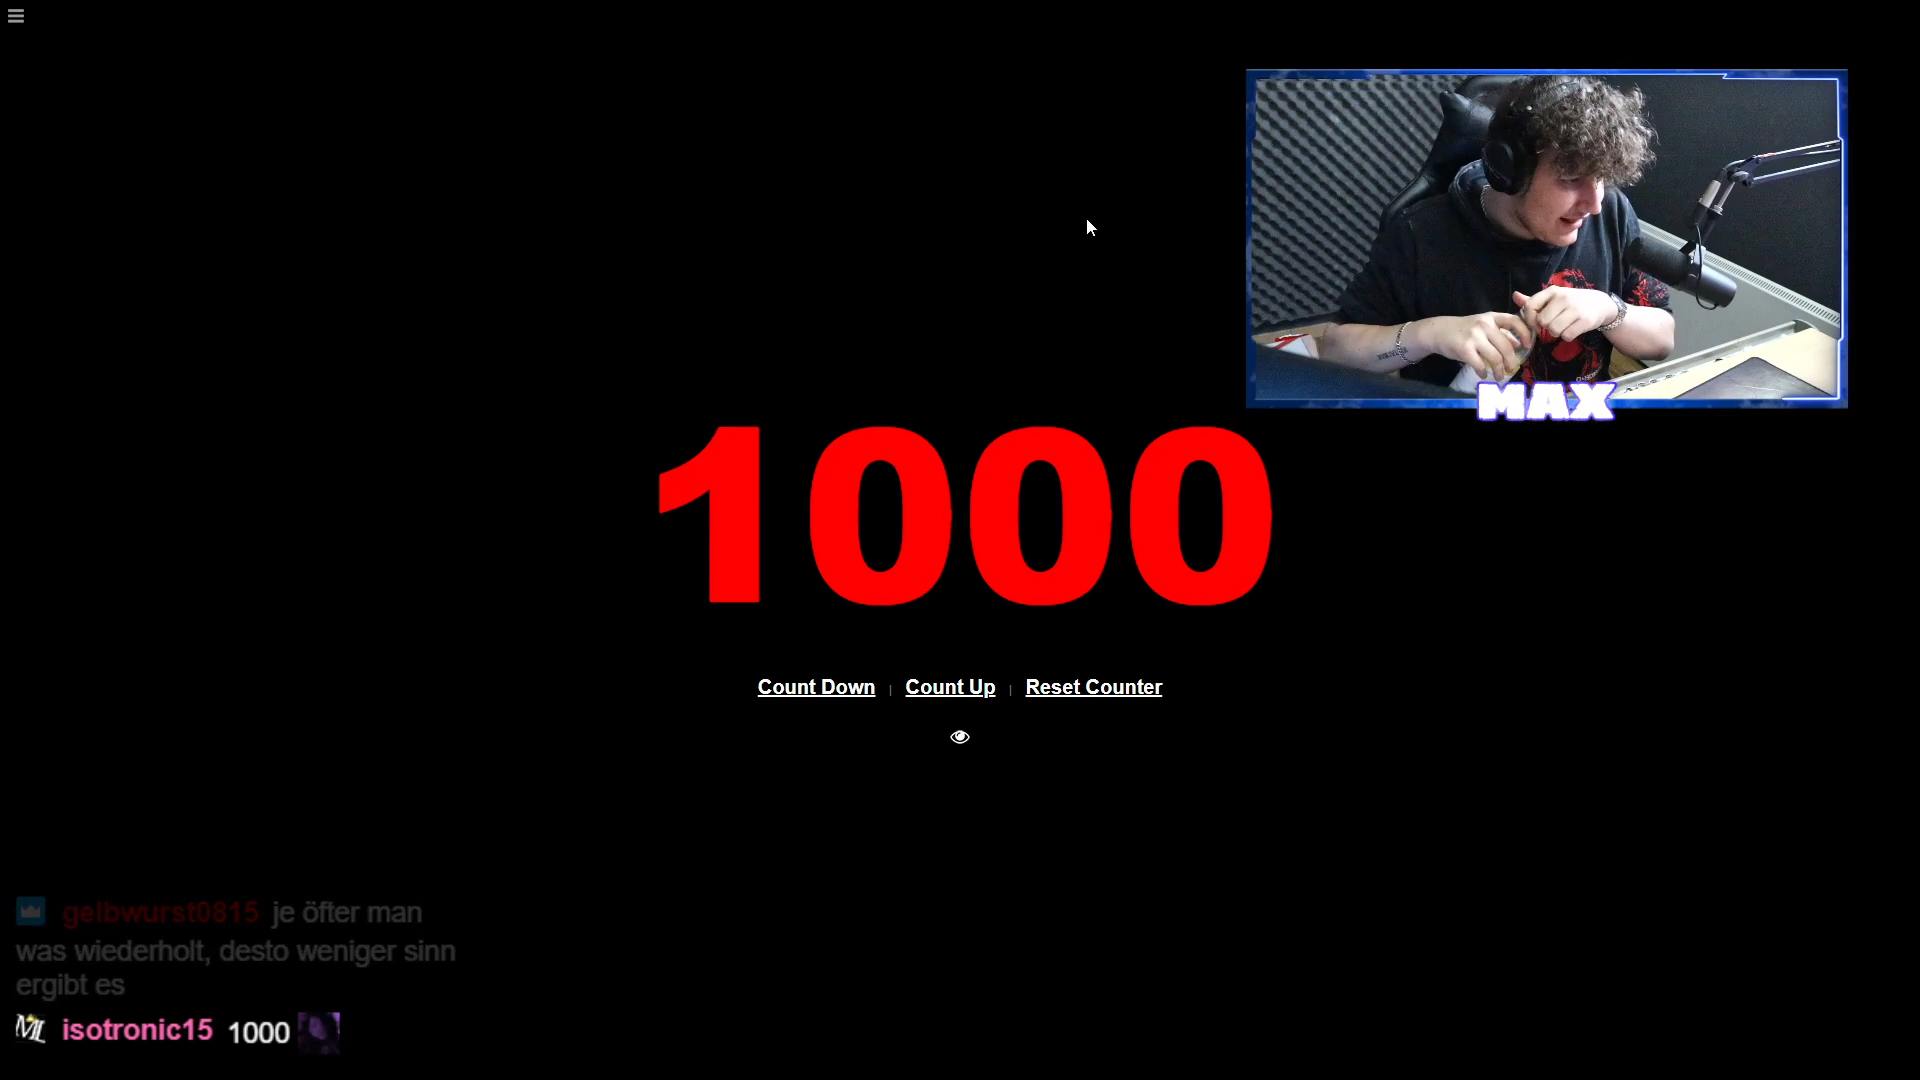 MAX
1000
Count Down | Count Up | Reset Counter
gelbwurst0815 je öfter man
was wiederholt, desto weniger sinn
ergibt es
ML isotronic15 1000